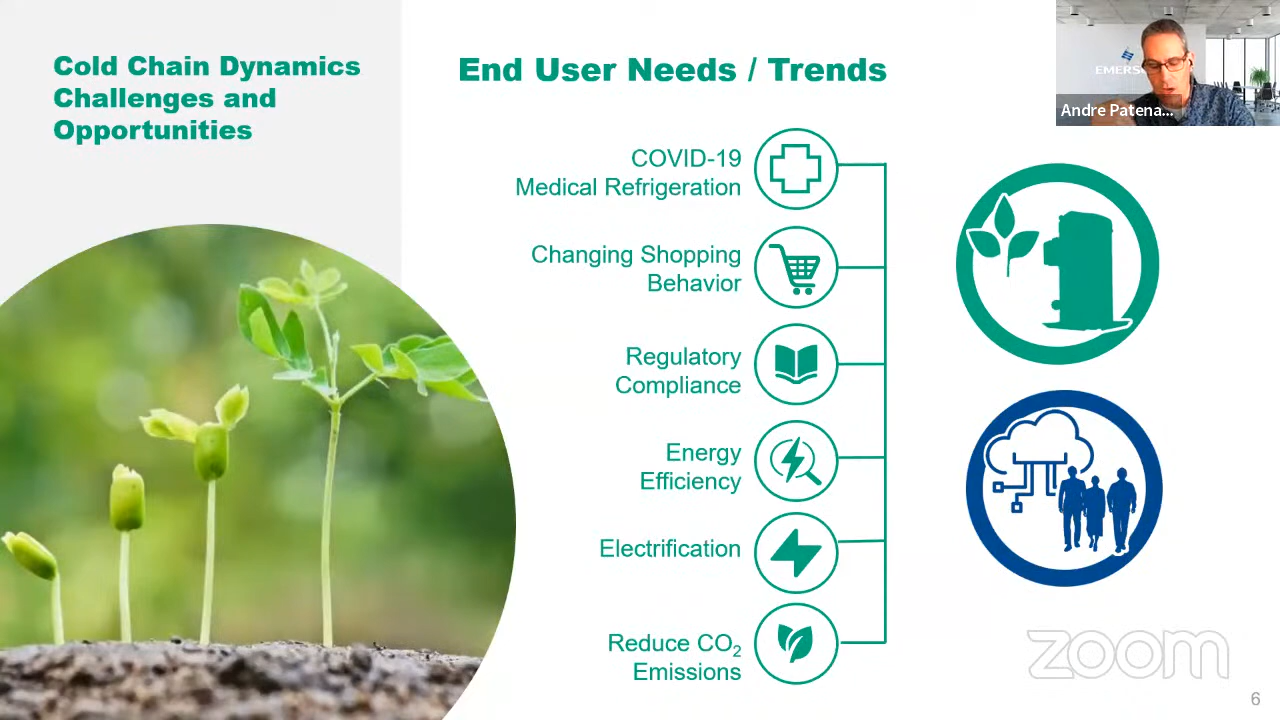 Cold Chain Dynamics
Challenges and
Opportunities
End User Needs / Trends
COVID-19
Medical Refrigeration
Changing Shopping
Behavior
Regulatory
Compliance
Energy
Efficiency
Electrification
Reduce CO₂
Emissions
Andre Patena...
zoom
6